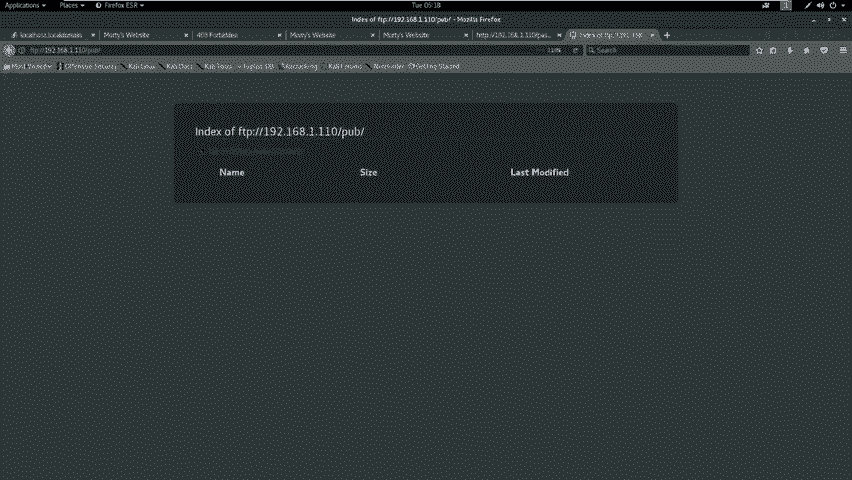 Applications Places Firefox ESR Tue 05:18 1
Index of ftp://192.168.1.110/pub/ - Mozilla Firefox
localhost.localdomain Morty's Website 403 Forbidden Morty's Website Morty's Website http://192.168.1.110/pas... Index of ftp://192.168....
ftp://192.168.1.110/pub/ Search
Most Visited Offensive Security Kali Linux Kali Docs Kali Tools Exploit-DB Aircrack-ng Kali Forums NetHunter Getting Started
Index of ftp://192.168.1.110/pub/
Name Size Last Modified